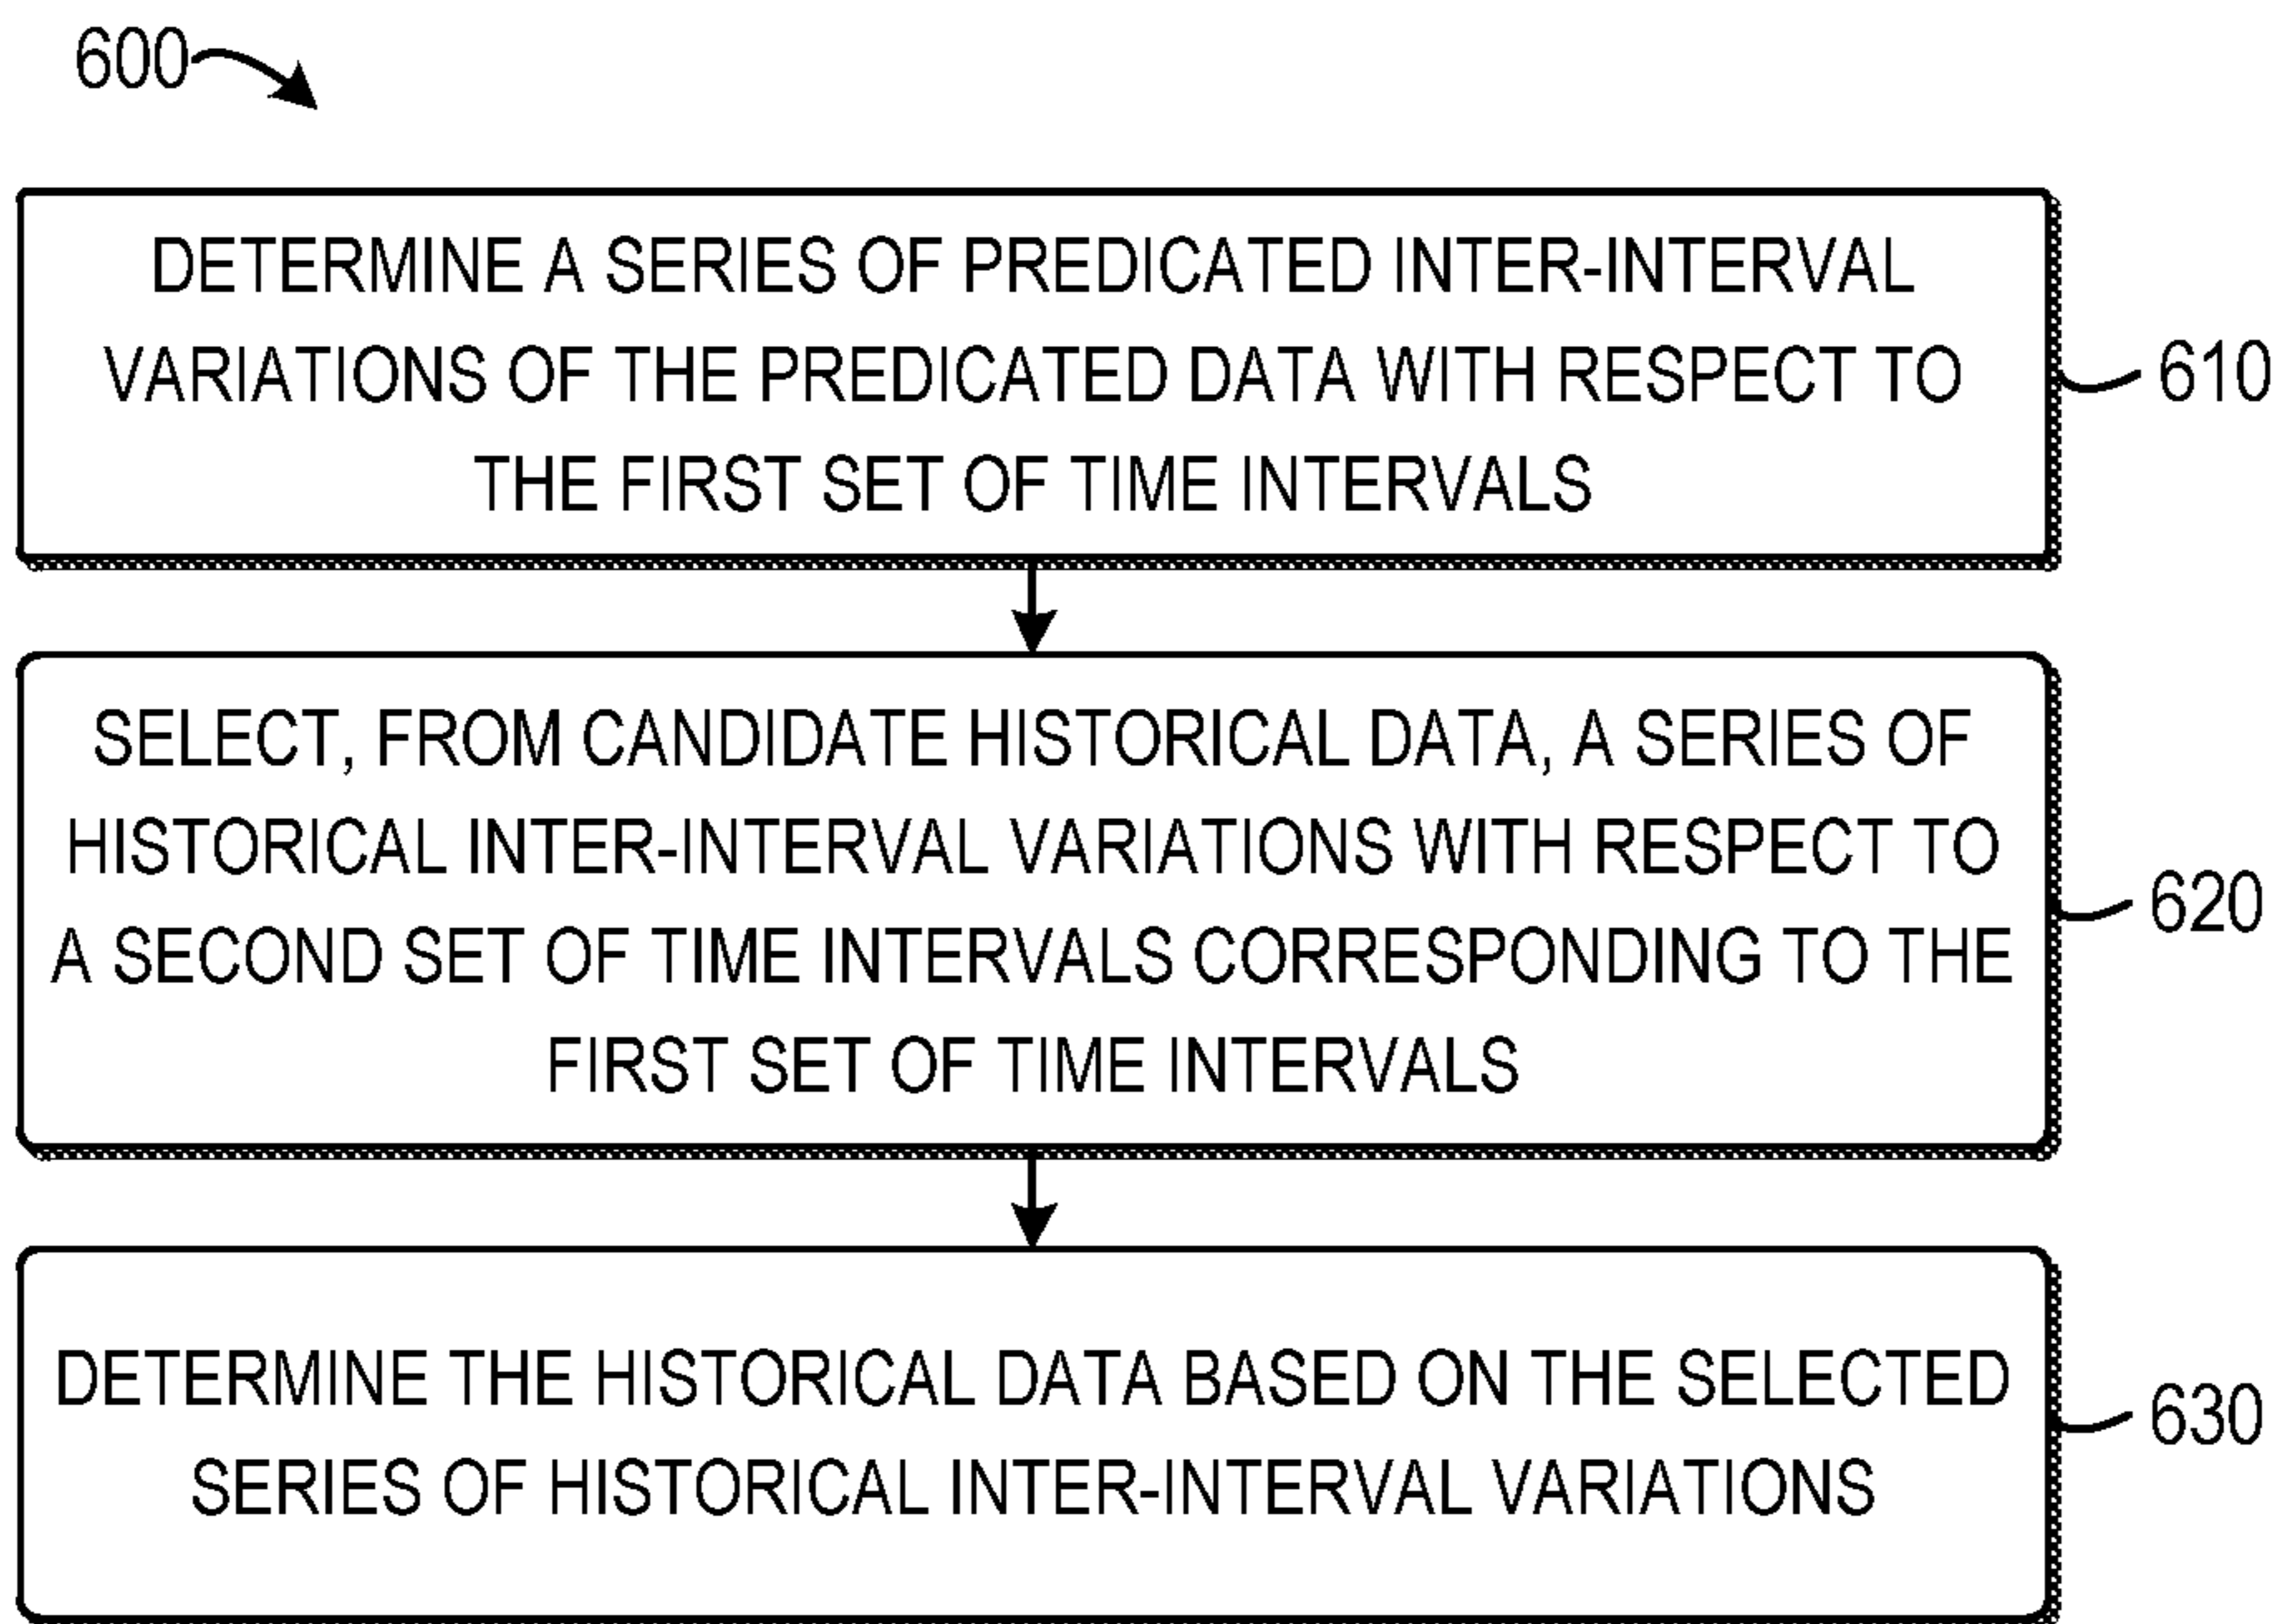 600
DETERMINE A SERIES OF PREDICATED INTER-INTERVAL
VARIATIONS OF THE PREDICATED DATA WITH RESPECT TO
THE FIRST SET OF TIME INTERVALS
610
SELECT, FROM CANDIDATE HISTORICAL DATA, A SERIES OF
HISTORICAL INTER-INTERVAL VARIATIONS WITH RESPECT TO
A SECOND SET OF TIME INTERVALS CORRESPONDING TO THE
FIRST SET OF TIME INTERVALS
620
DETERMINE THE HISTORICAL DATA BASED ON THE SELECTED
SERIES OF HISTORICAL INTER-INTERVAL VARIATIONS
630